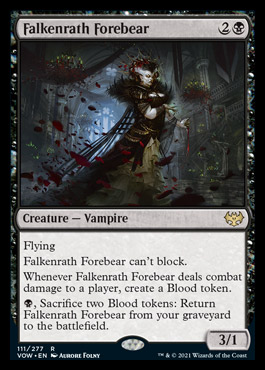 Falkenrath Forebear 2
Creature — Vampire
Flying
Falkenrath Forebear can't block.
Whenever Falkenrath Forebear deals combat
damage to a player, create a Blood token.
, Sacrifice two Blood tokens: Return
Falkenrath Forebear from your graveyard
to the battlefield.
3/1
111/277 R
VOW • EN AURORE FOLNY
™ & © 2021 Wizards of the Coast